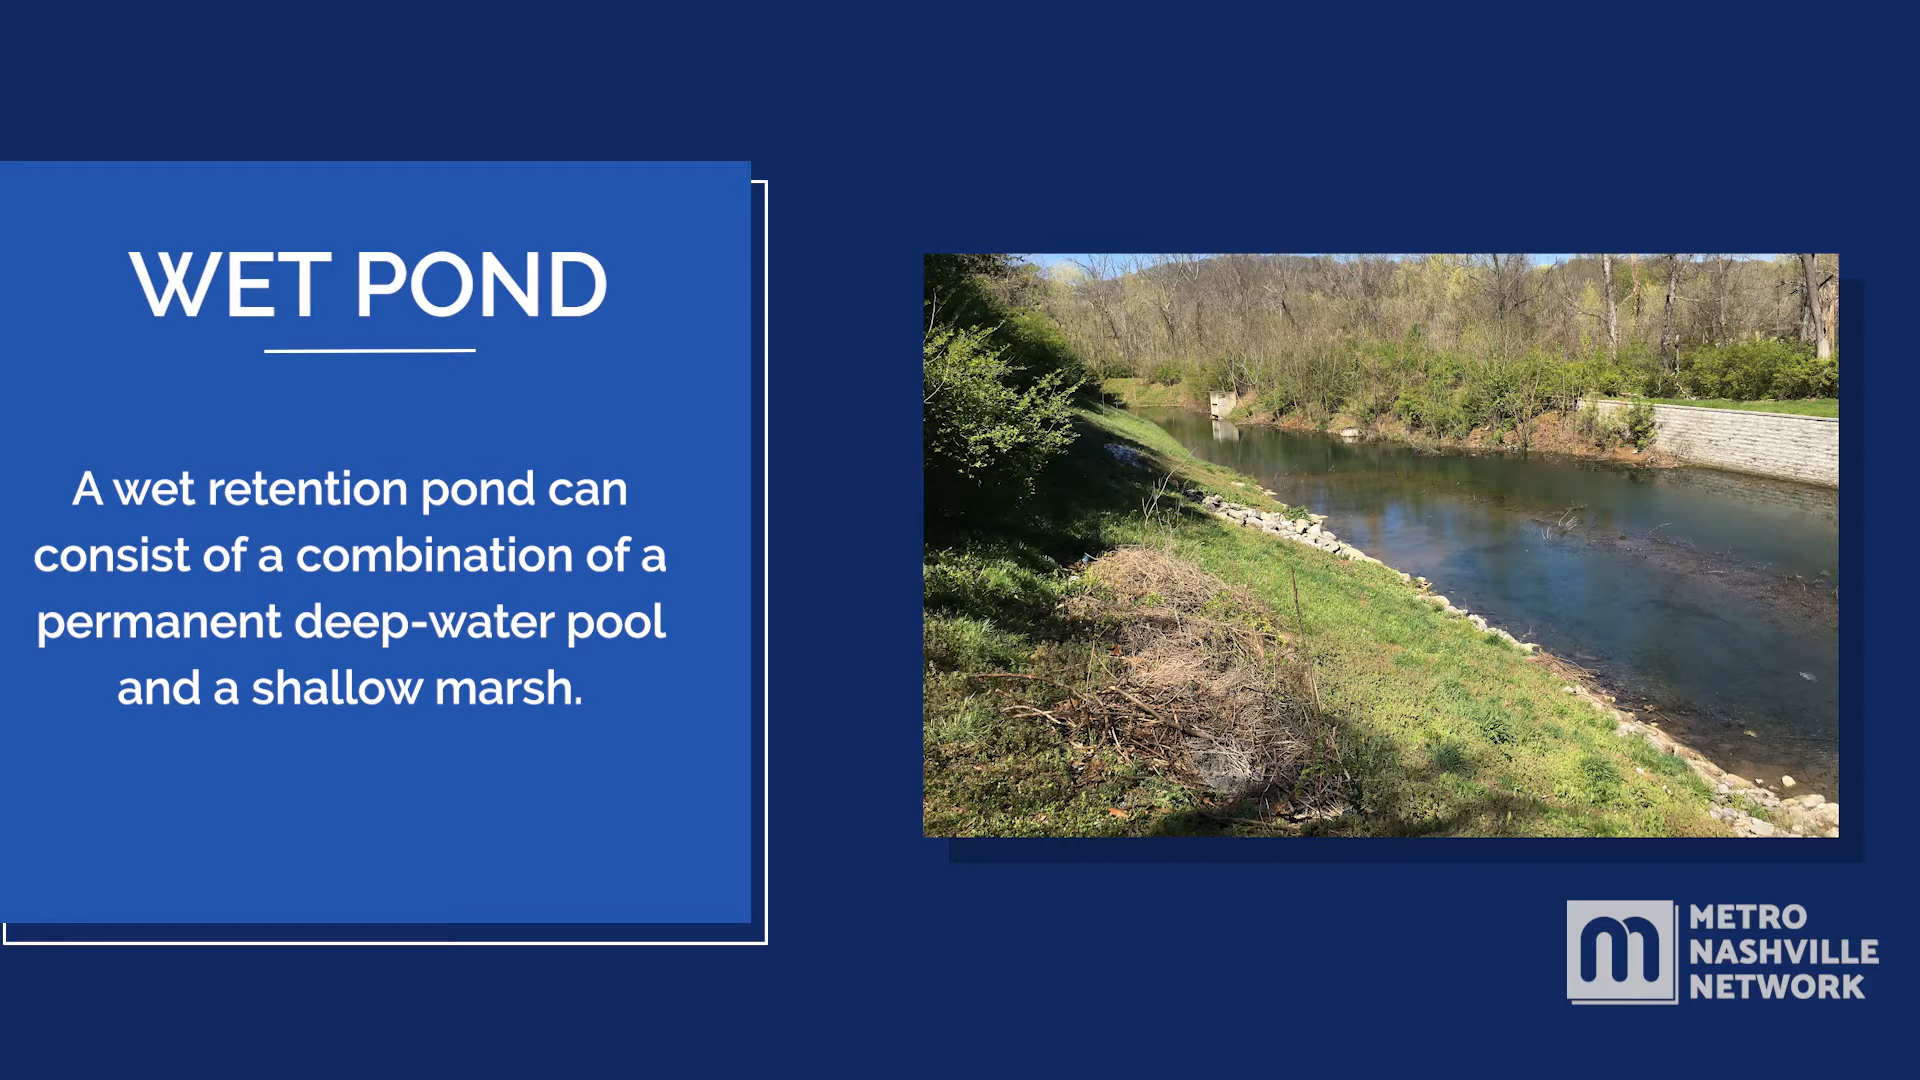 WET POND
A wet retention pond can
consist of a combination of a
permanent deep-water pool
and a shallow marsh.
METRO
NASHVILLE
NETWORK